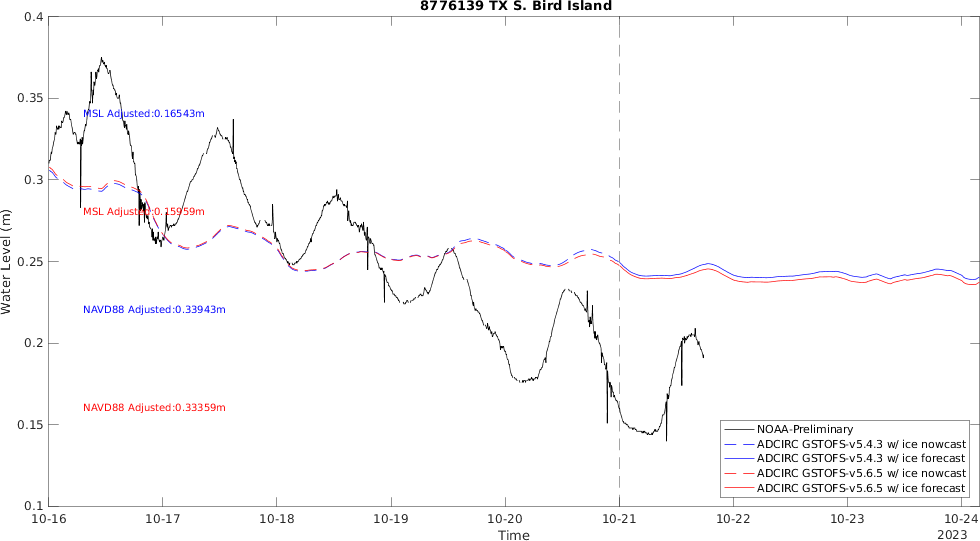 8776139 TX S. Bird Island
Water Level (m)
0.4
0.35
0.3
0.25
0.2
0.15
0.1
MSL Adjusted:0.16543m
MSL Adjusted:0.15959m
NAVD88 Adjusted:0.33943m
NAVD88 Adjusted:0.33359m
NOAA-Preliminary
ADCIRC GSTOFS-v5.4.3 w/ ice nowcast
ADCIRC GSTOFS-v5.4.3 w/ ice forecast
ADCIRC GSTOFS-v5.6.5 w/ ice nowcast
ADCIRC GSTOFS-v5.6.5 w/ ice forecast
10-16 10-17 10-18 10-19 10-20 10-21 10-22 10-23 10-24
Time
2023